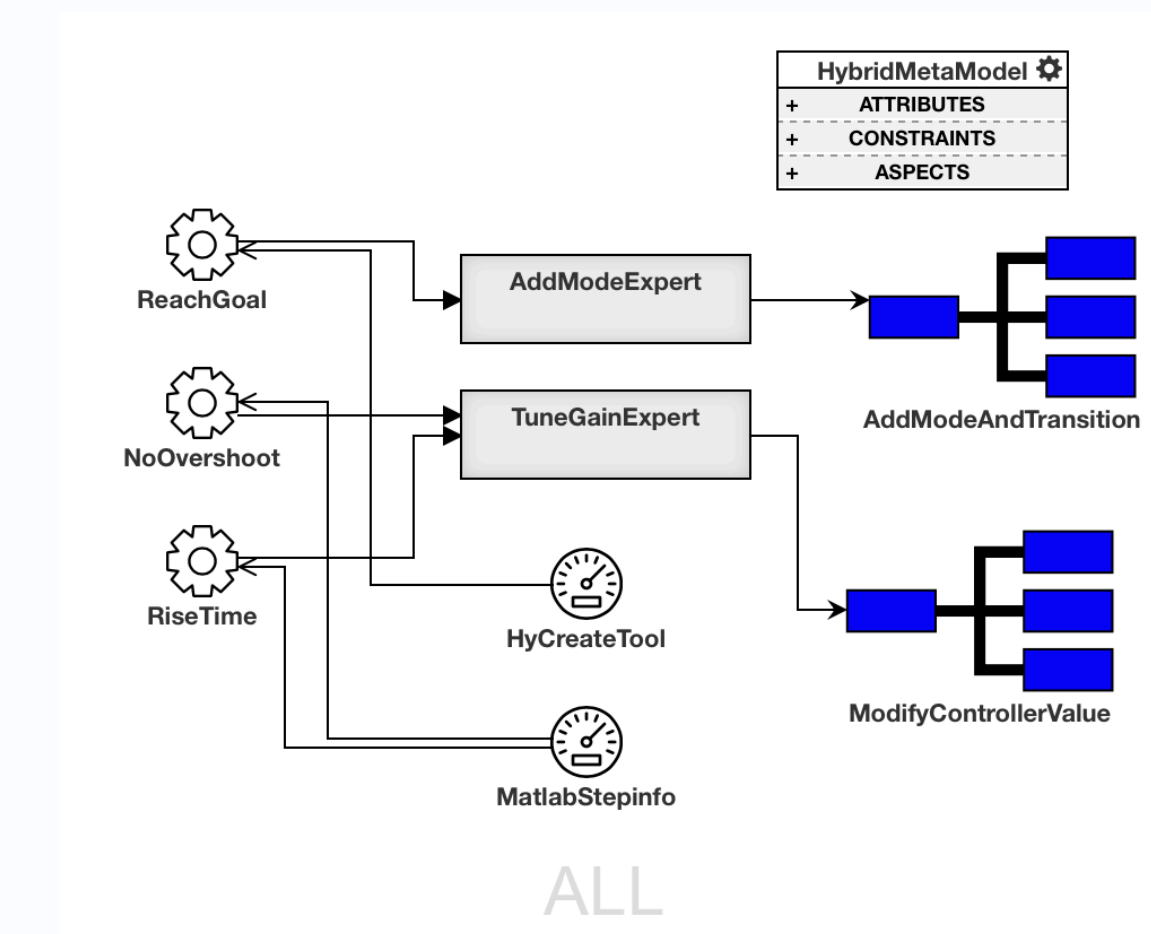 HybridMetaModel
+ ATTRIBUTES
+ CONSTRAINTS
+ ASPECTS
ReachGoal
AddModeExpert
AddModeAndTransition
NoOvershoot
TuneGainExpert
RiseTime
HyCreateTool
ModifyControllerValue
MatlabStepinfo
ALL